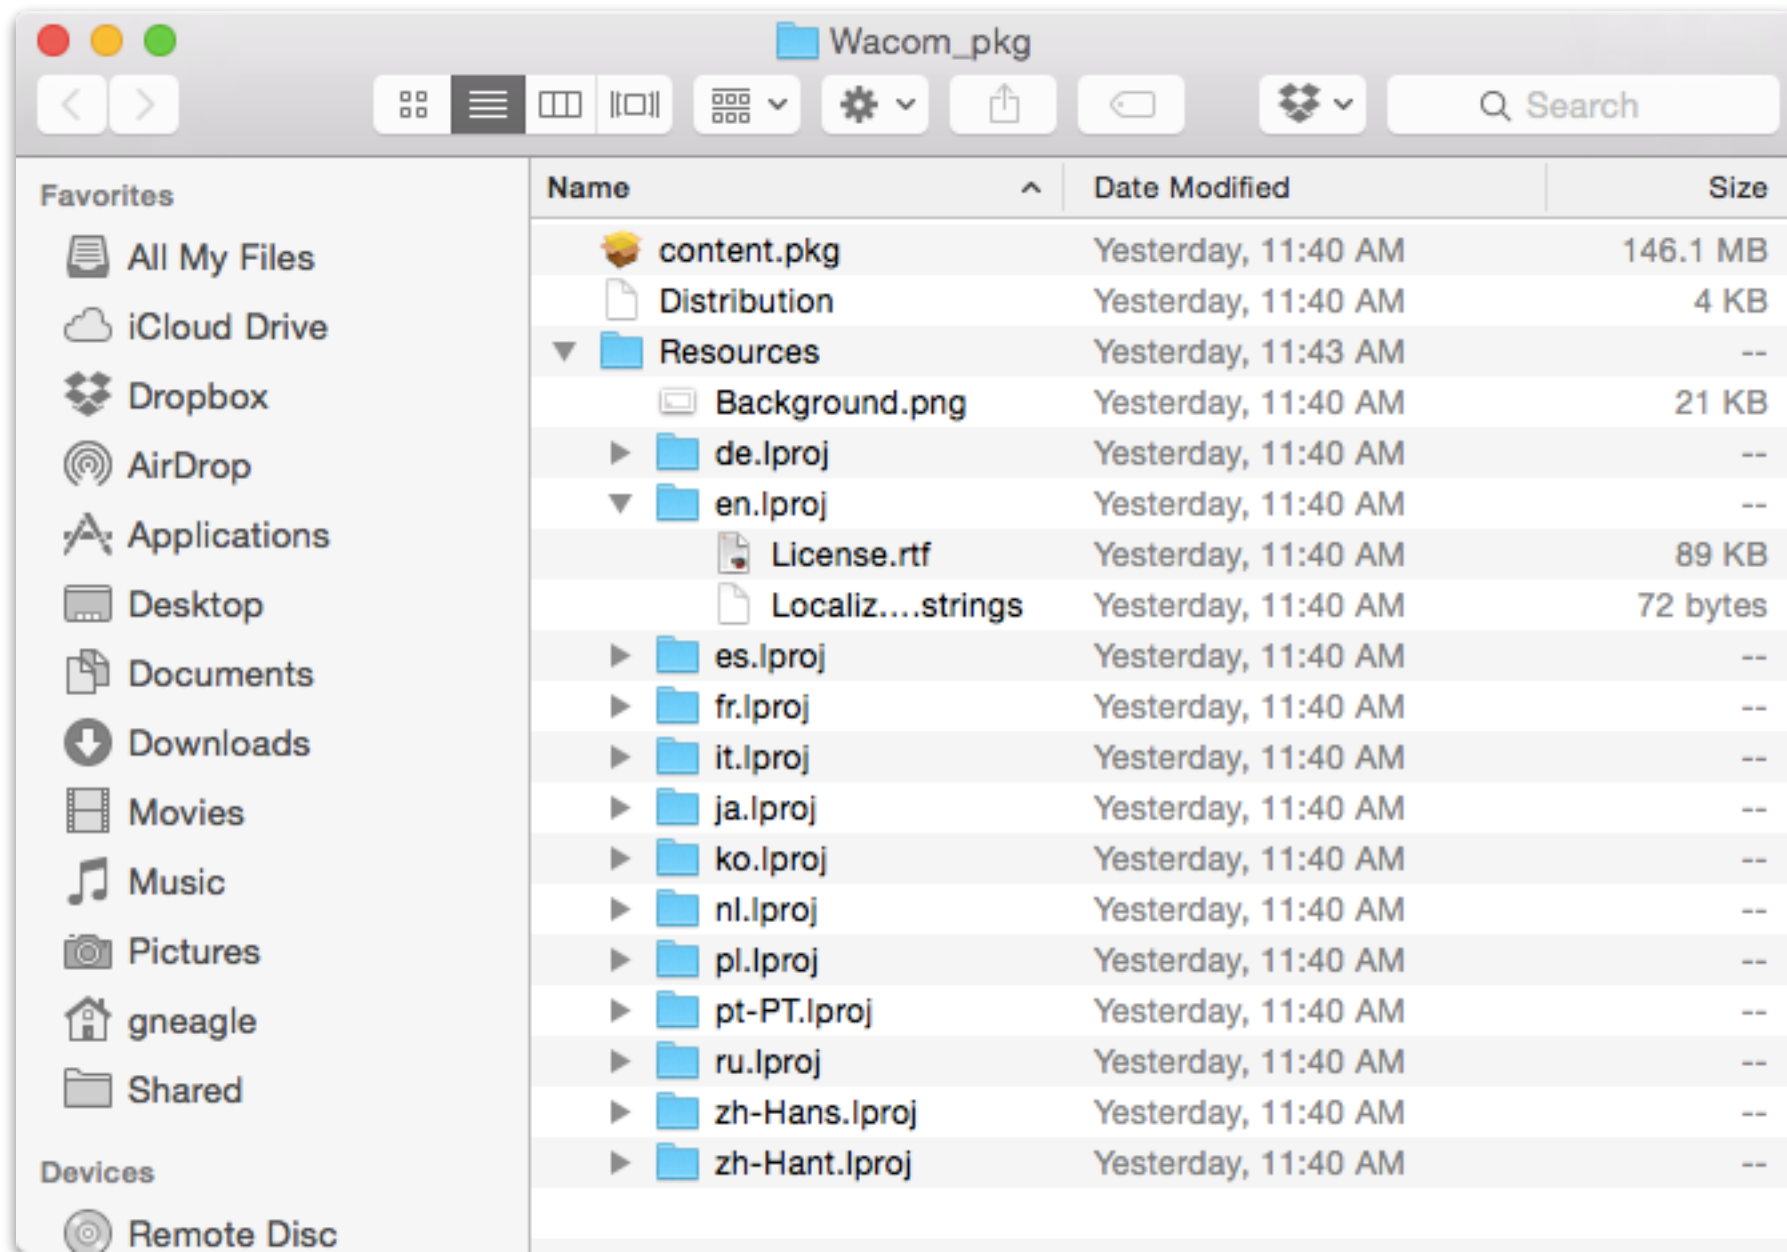 Wacom_pkg
Search
Favorites
All My Files
iCloud Drive
Dropbox
AirDrop
Applications
Desktop
Documents
Downloads
Movies
Music
Pictures
gneagle
Shared
Devices
Remote Disc
Name Date Modified Size
content.pkg Yesterday, 11:40 AM 146.1 MB
Distribution Yesterday, 11:40 AM 4 KB
Resources Yesterday, 11:43 AM --
Background.png Yesterday, 11:40 AM 21 KB
de.lproj Yesterday, 11:40 AM --
en.lproj Yesterday, 11:40 AM --
License.rtf Yesterday, 11:40 AM 89 KB
Localiz....strings Yesterday, 11:40 AM 72 bytes
es.lproj Yesterday, 11:40 AM --
fr.lproj Yesterday, 11:40 AM --
it.lproj Yesterday, 11:40 AM --
ja.lproj Yesterday, 11:40 AM --
ko.lproj Yesterday, 11:40 AM --
nl.lproj Yesterday, 11:40 AM --
pl.lproj Yesterday, 11:40 AM --
pt-PT.lproj Yesterday, 11:40 AM --
ru.lproj Yesterday, 11:40 AM --
zh-Hans.lproj Yesterday, 11:40 AM --
zh-Hant.lproj Yesterday, 11:40 AM --